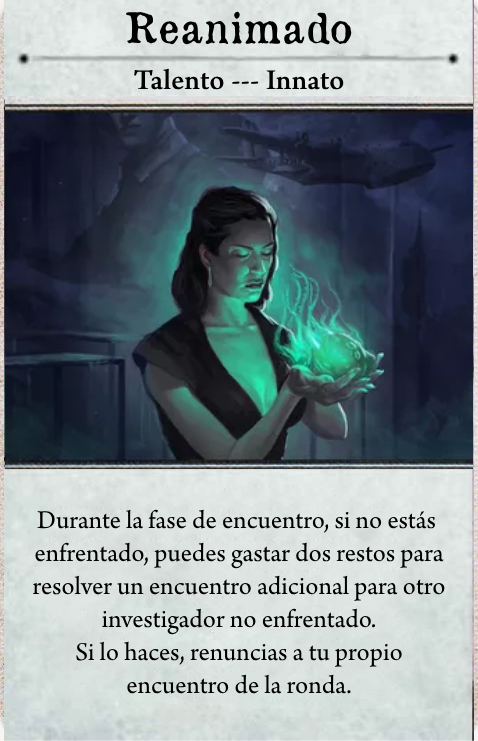 Reanimado
Talento --- Innato
Durante la fase de encuentro, si no estás
enfrentado, puedes gastar dos restos para
resolver un encuentro adicional para otro
investigador no enfrentado.
Si lo haces, renuncias a tu propio
encuentro de la ronda.